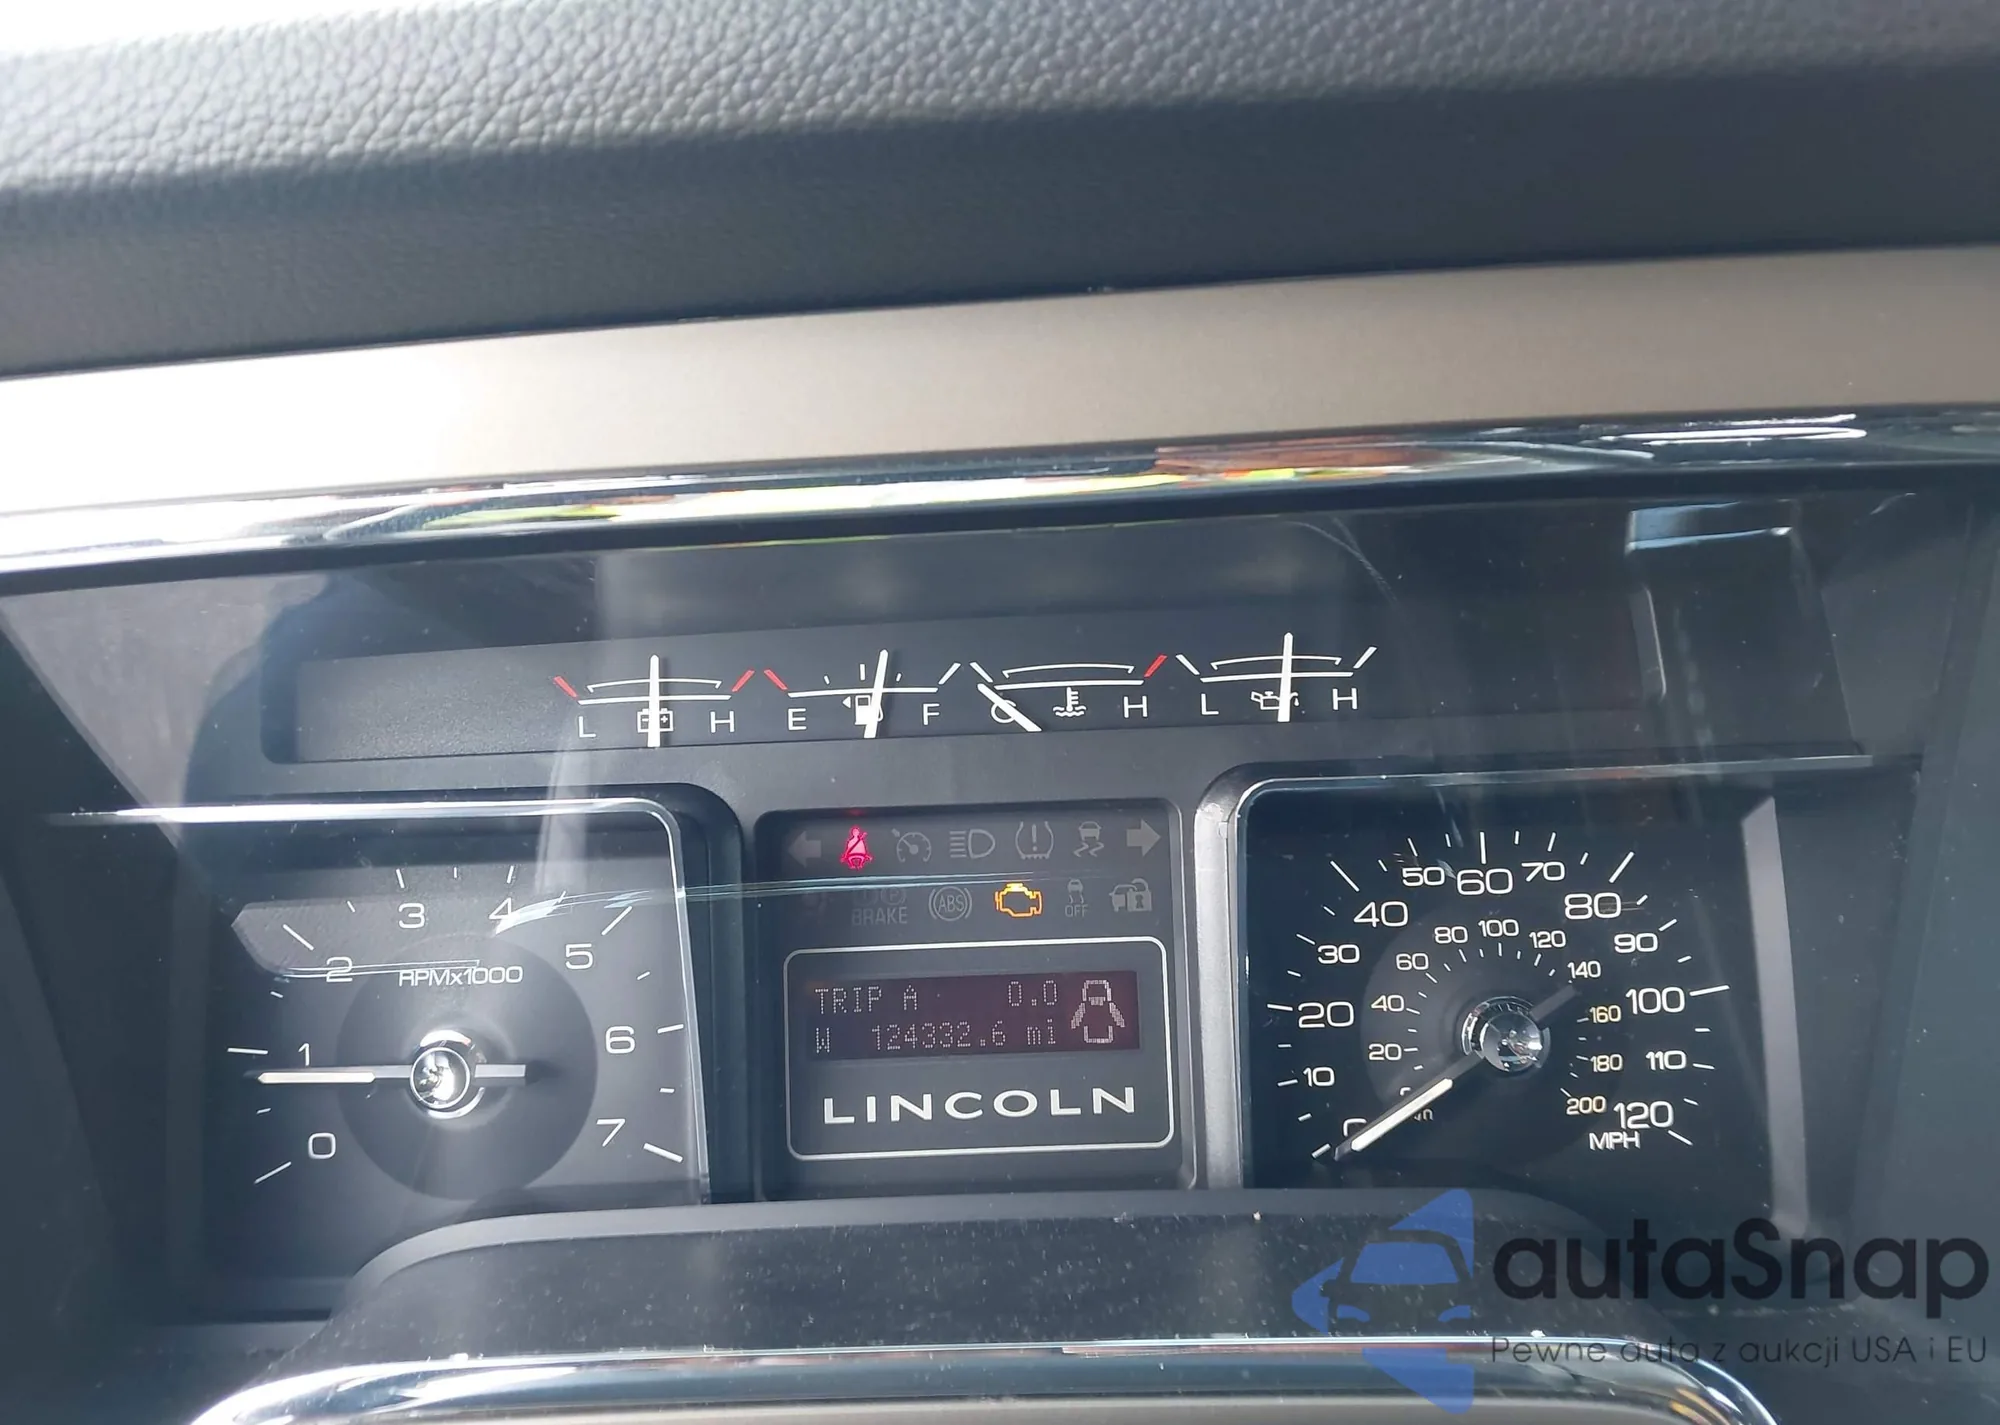 L H E F C H L H
BRAKE ABS OFF
0 1 2 3 4 5 6 7
RPMx1000
TRIP A 0.0
W 124332.6 mi
LINCOLN
10 20 30 40 50 60 70 80 90 100 110 120
MPH
20 40 60 80 100 120 140 160 180 200
autaSnap
Pewne auto z aukcji USA i EU